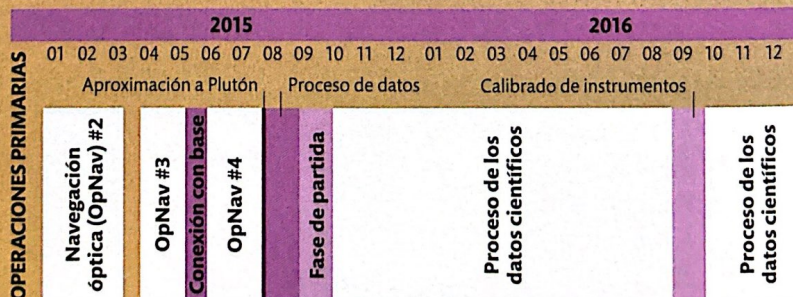 2015 2016
01 02 03 04 05 06 07 08 09 10 11 12 01 02 03 04 05 06 07 08 09 10 11 12
Aproximación a Plutón Proceso de datos Calibrado de instrumentos
OPERACIONES PRIMARIAS
Navegación
óptica (OpNav) #2
OpNav #3
Conexión con base
OpNav #4
Fase de partida
Proceso de los
datos científicos
Proceso de los
datos científicos